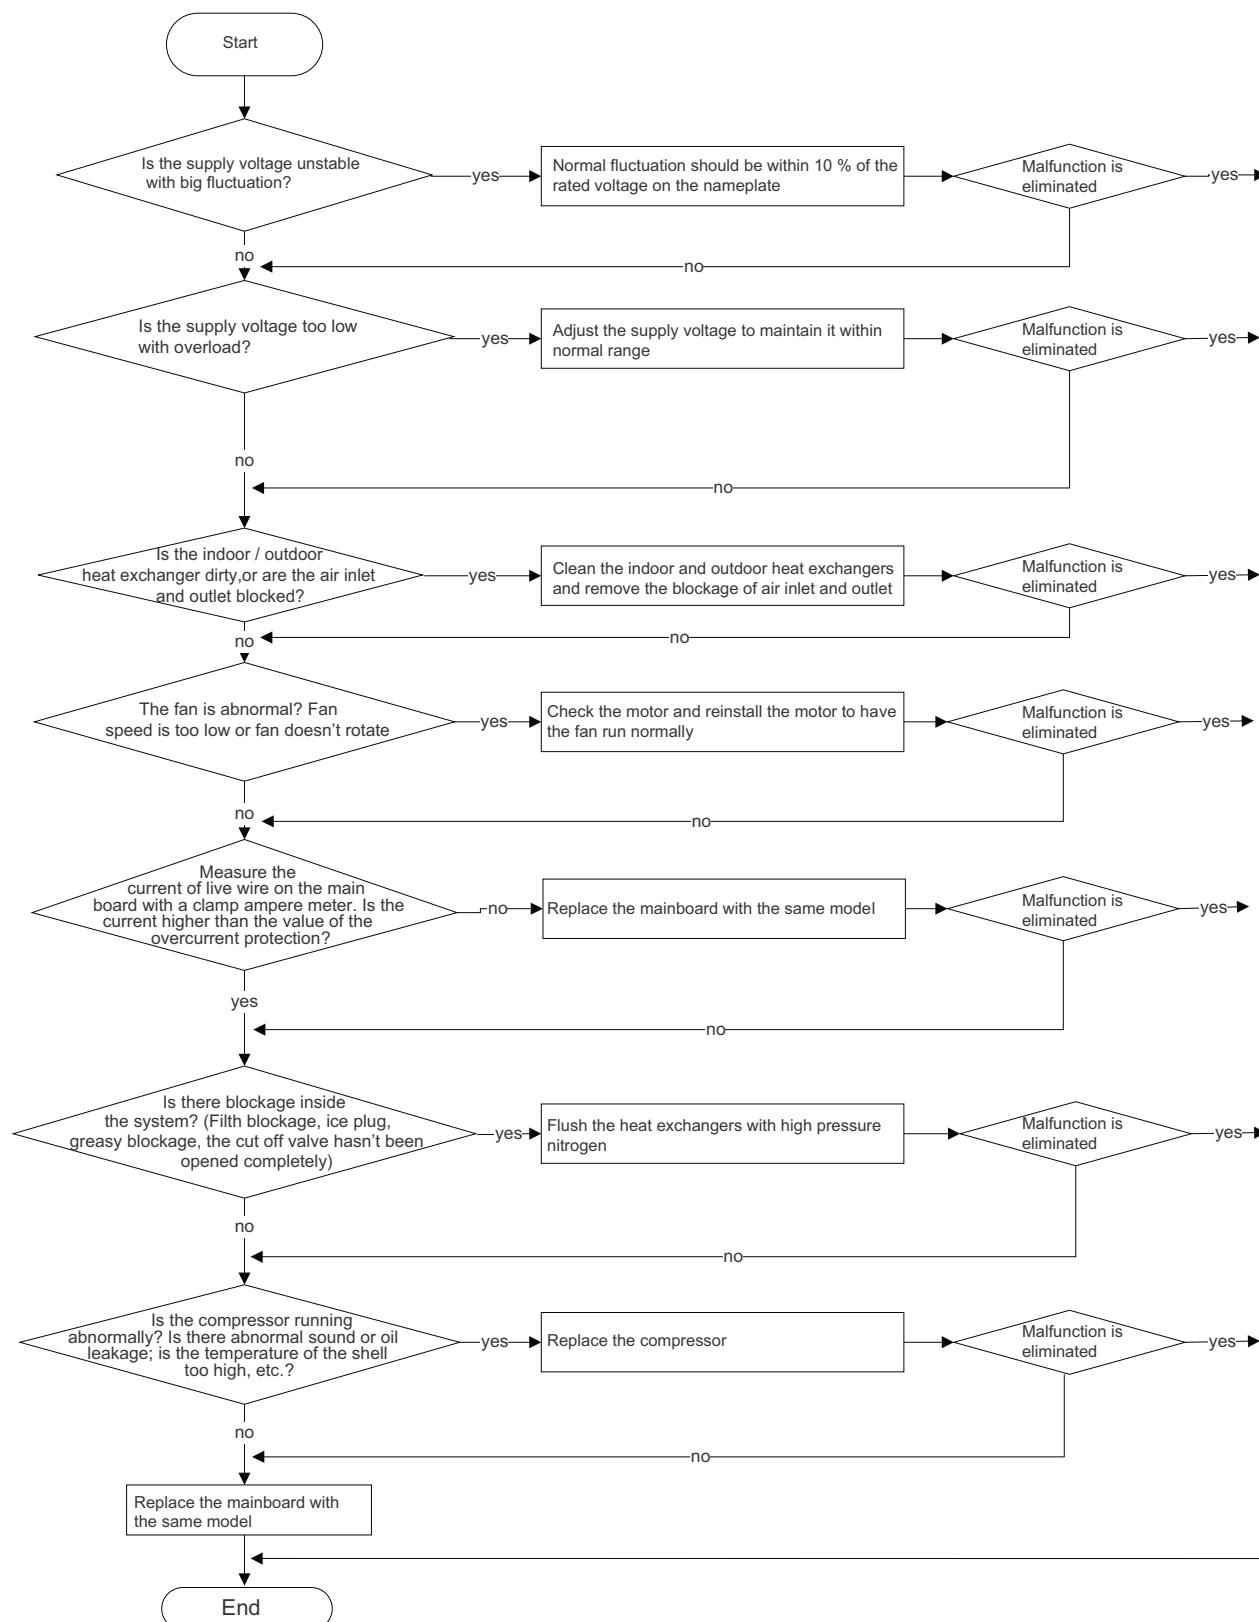 Start
Is the supply voltage unstable
with big fluctuation?
yes
Normal fluctuation should be within 10 % of the
rated voltage on the nameplate
Malfunction is
eliminated
yes
no
no
Is the supply voltage too low
with overload?
yes
Adjust the supply voltage to maintain it within
normal range
Malfunction is
eliminated
yes
no
no
Is the indoor / outdoor
heat exchanger dirty,or are the air inlet
and outlet blocked?
yes
Clean the indoor and outdoor heat exchangers
and remove the blockage of air inlet and outlet
Malfunction is
eliminated
yes
no
no
The fan is abnormal? Fan
speed is too low or fan doesn’t rotate
yes
Check the motor and reinstall the motor to have
the fan run normally
Malfunction is
eliminated
yes
no
no
Measure the
current of live wire on the main
board with a clamp ampere meter. Is the
current higher than the value of the
overcurrent protection?
no
Replace the mainboard with the same model
Malfunction is
eliminated
yes
yes
no
Is there blockage inside
the system? (Filth blockage, ice plug,
greasy blockage, the cut off valve hasn’t been
opened completely)
yes
Flush the heat exchangers with high pressure
nitrogen
Malfunction is
eliminated
yes
no
no
Is the compressor running
abnormally? Is there abnormal sound or oil
leakage; is the temperature of the shell
too high, etc.?
yes
Replace the compressor
Malfunction is
eliminated
yes
no
no
Replace the mainboard with
the same model
End